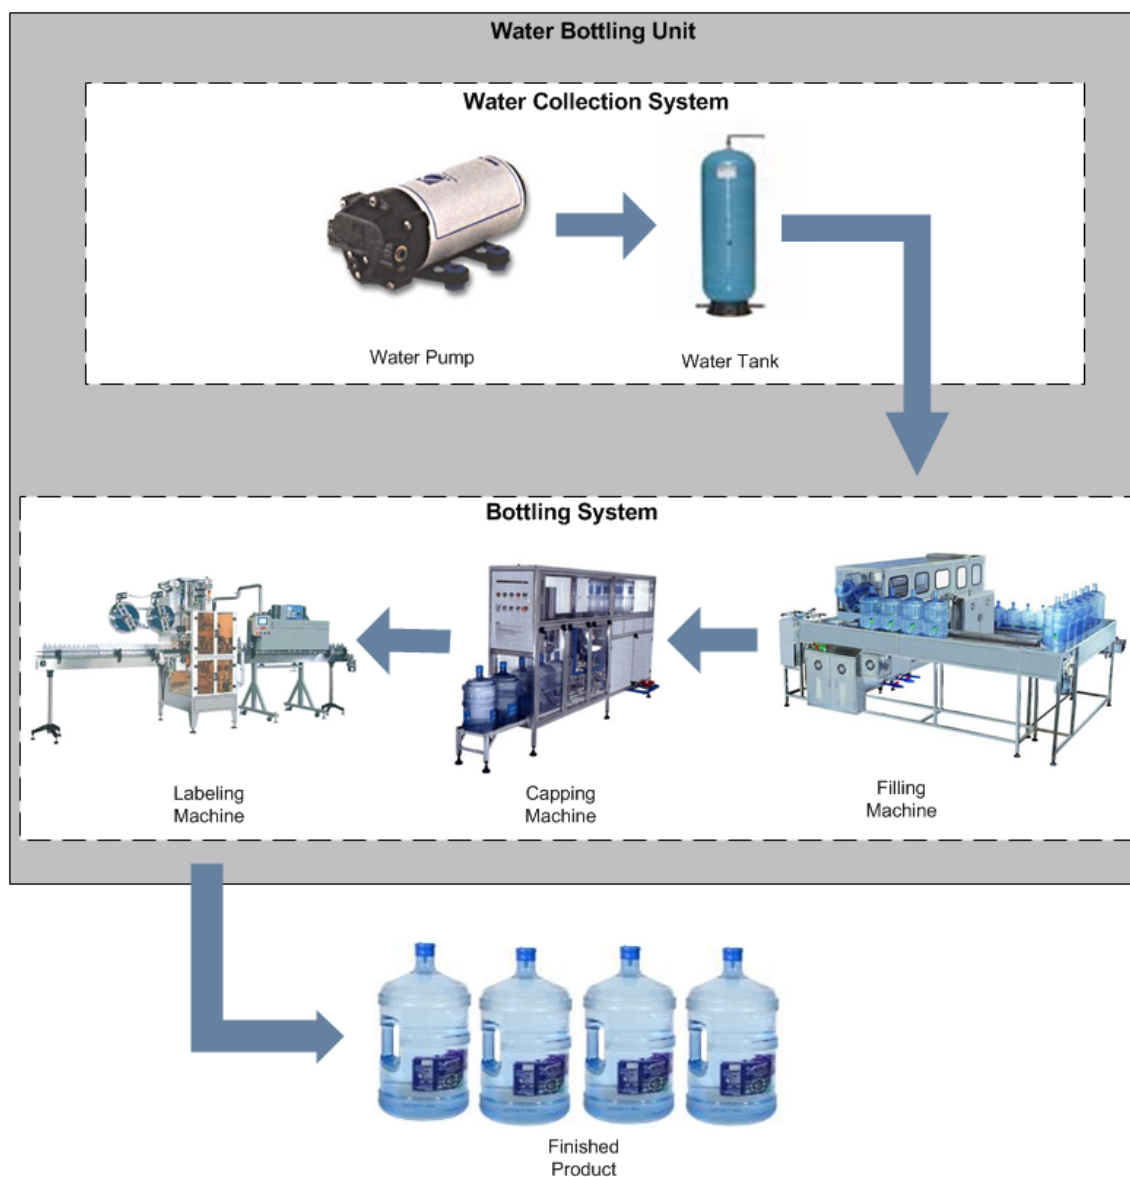 Water Bottling Unit
Water Collection System
Water Pump
Water Tank
Bottling System
Labeling
Machine
Capping
Machine
Filling
Machine
Finished
Product